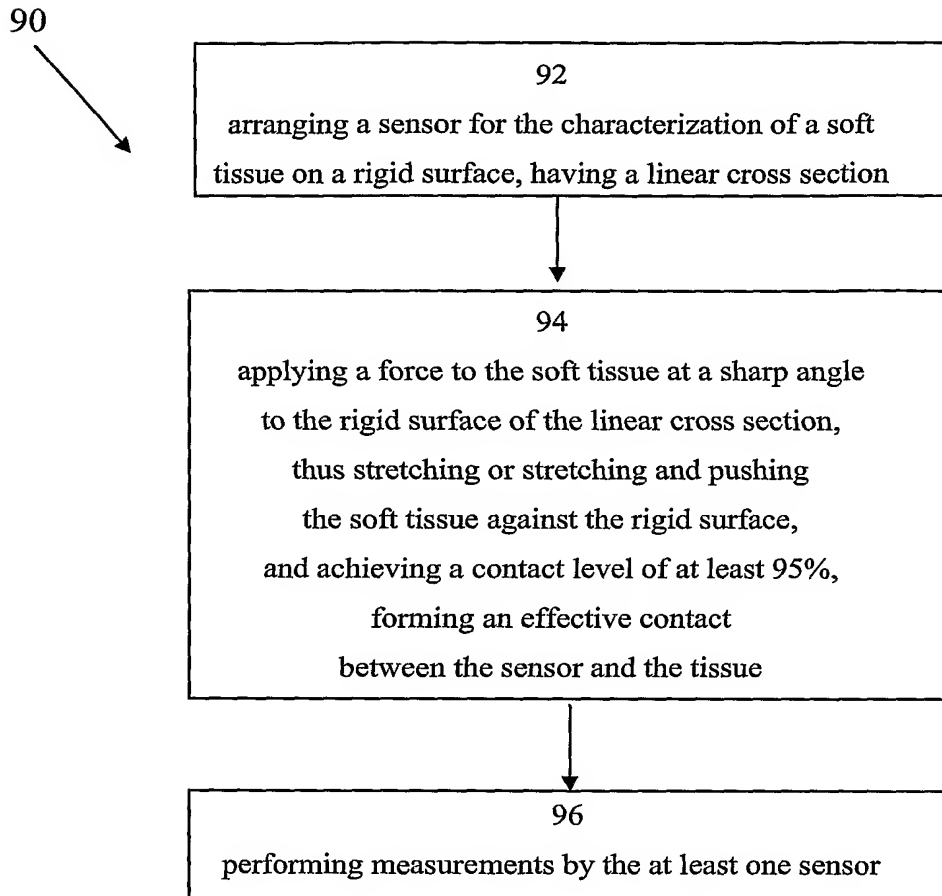 90
92
arranging a sensor for the characterization of a soft
tissue on a rigid surface, having a linear cross section
94
applying a force to the soft tissue at a sharp angle
to the rigid surface of the linear cross section,
thus stretching or stretching and pushing
the soft tissue against the rigid surface,
and achieving a contact level of at least 95%,
forming an effective contact
between the sensor and the tissue
96
performing measurements by the at least one sensor